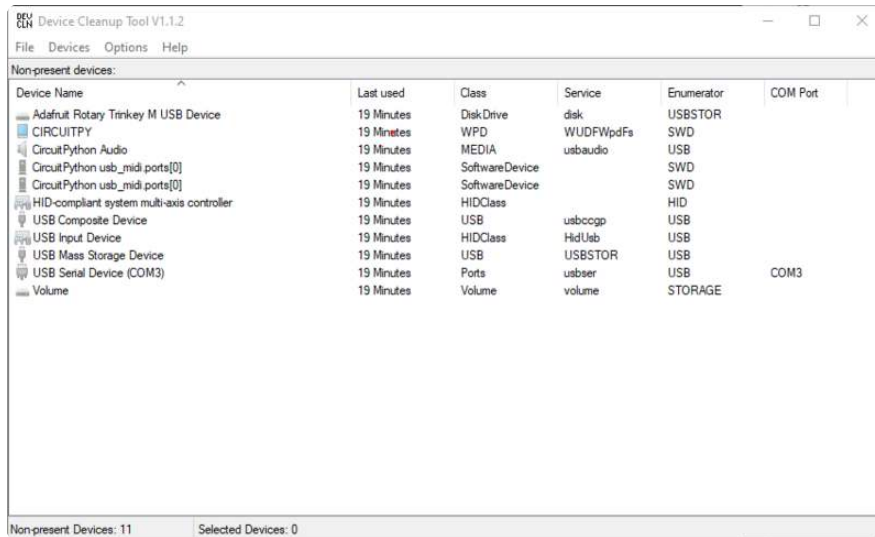 DEV CLN Device Cleanup Tool V1.1.2
File Devices Options Help
Non-present devices:
Device Name Last used Class Service Enumerator COM Port
Adafruit Rotary Trinkey M USB Device 19 Minutes DiskDrive disk USBSTOR
CIRCUITPY 19 Minutes WPD WUDFWpdFs SWD
CircuitPython Audio 19 Minutes MEDIA usbaudio USB
CircuitPython usb_midi.ports[0] 19 Minutes SoftwareDevice SWD
CircuitPython usb_midi.ports[0] 19 Minutes SoftwareDevice SWD
HID-compliant system multi-axis controller 19 Minutes HIDClass HID
USB Composite Device 19 Minutes USB usbccgp USB
USB Input Device 19 Minutes HIDClass HidUsb USB
USB Mass Storage Device 19 Minutes USB USBSTOR USB
USB Serial Device (COM3) 19 Minutes Ports usbser USB COM3
Volume 19 Minutes Volume volume STORAGE
Non-present Devices: 11 Selected Devices: 0